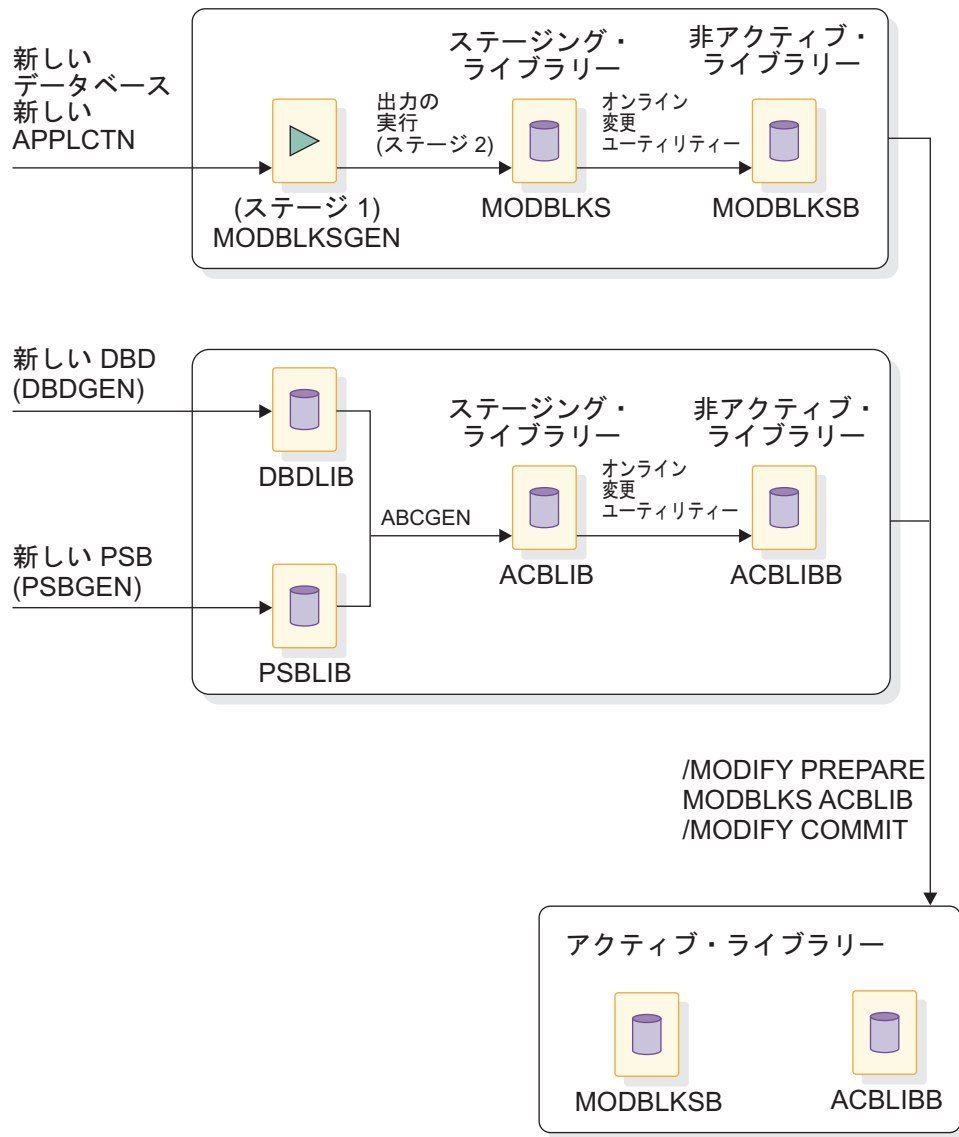 新しい
データベース
新しい
APPLCTN
(ステージ 1)
MODBLKSGEN
出力の
実行
(ステージ 2)
ステージング・
ライブラリー
MODBLKS
オンライン
変更
ユーティリティー
非アクティブ・
ライブラリー
MODBLKSB
新しい DBD
(DBDGEN)
DBDLIB
新しい PSB
(PSBGEN)
PSBLIB
ABCGEN
ステージング・
ライブラリー
ACBLIB
オンライン
変更
ユーティリティー
非アクティブ・
ライブラリー
ACBLIBB
/MODIFY PREPARE
MODBLKS ACBLIB
/MODIFY COMMIT
アクティブ・ライブラリー
MODBLKSB
ACBLIBB